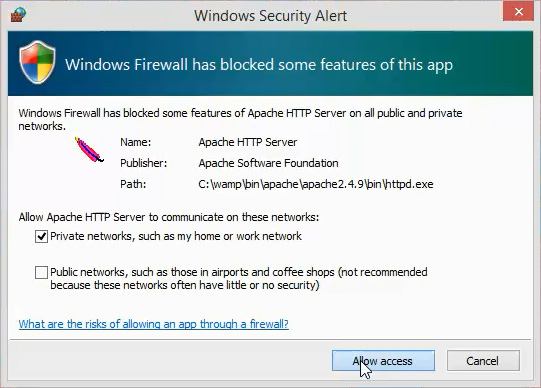 Windows Security Alert
Windows Firewall has blocked some features of this app
Windows Firewall has blocked some features of Apache HTTP Server on all public and private
networks.
Name: Apache HTTP Server
Publisher: Apache Software Foundation
Path: C:\wamp\bin\apache\apache2.4.9\bin\httpd.exe
Allow Apache HTTP Server to communicate on these networks:
Private networks, such as my home or work network
Public networks, such as those in airports and coffee shops (not recommended
because these networks often have little or no security)
What are the risks of allowing an app through a firewall?
Allow access Cancel